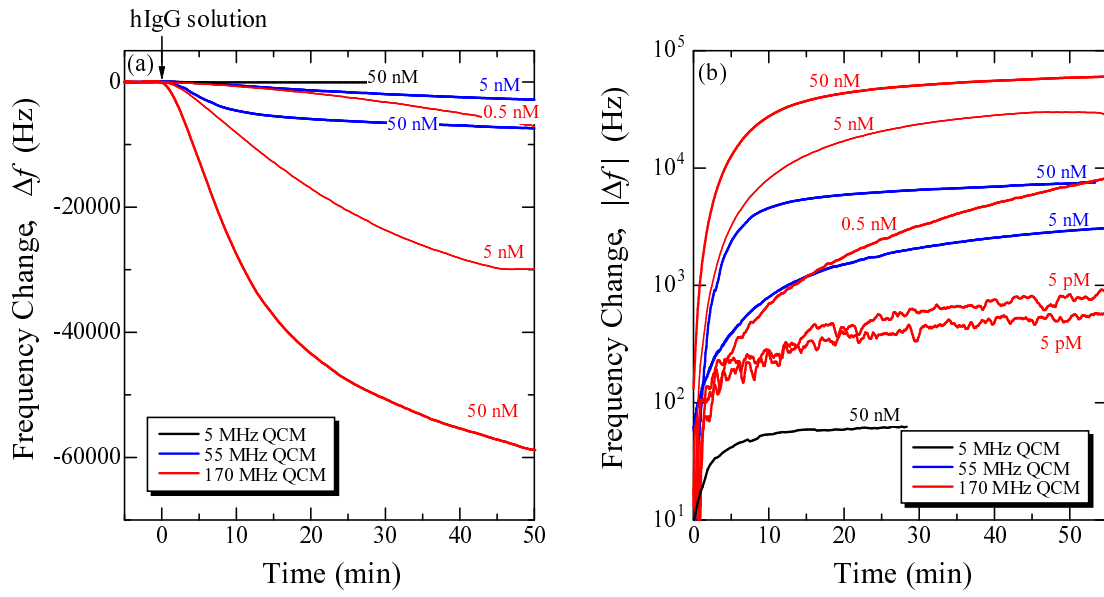 hIgG solution
(a)
50 nM
5 nM
0.5 nM
50 nM
5 nM
50 nM
0
-20000
-40000
-60000
Frequency Change, Δf (Hz)
5 MHz QCM
55 MHz QCM
170 MHz QCM
0 10 20 30 40 50
Time (min)
(b)
50 nM
5 nM
50 nM
0.5 nM
5 nM
5 pM
5 pM
50 nM
10^5
10^4
10^3
10^2
10^1
Frequency Change, |Δf| (Hz)
5 MHz QCM
55 MHz QCM
170 MHz QCM
0 10 20 30 40 50
Time (min)